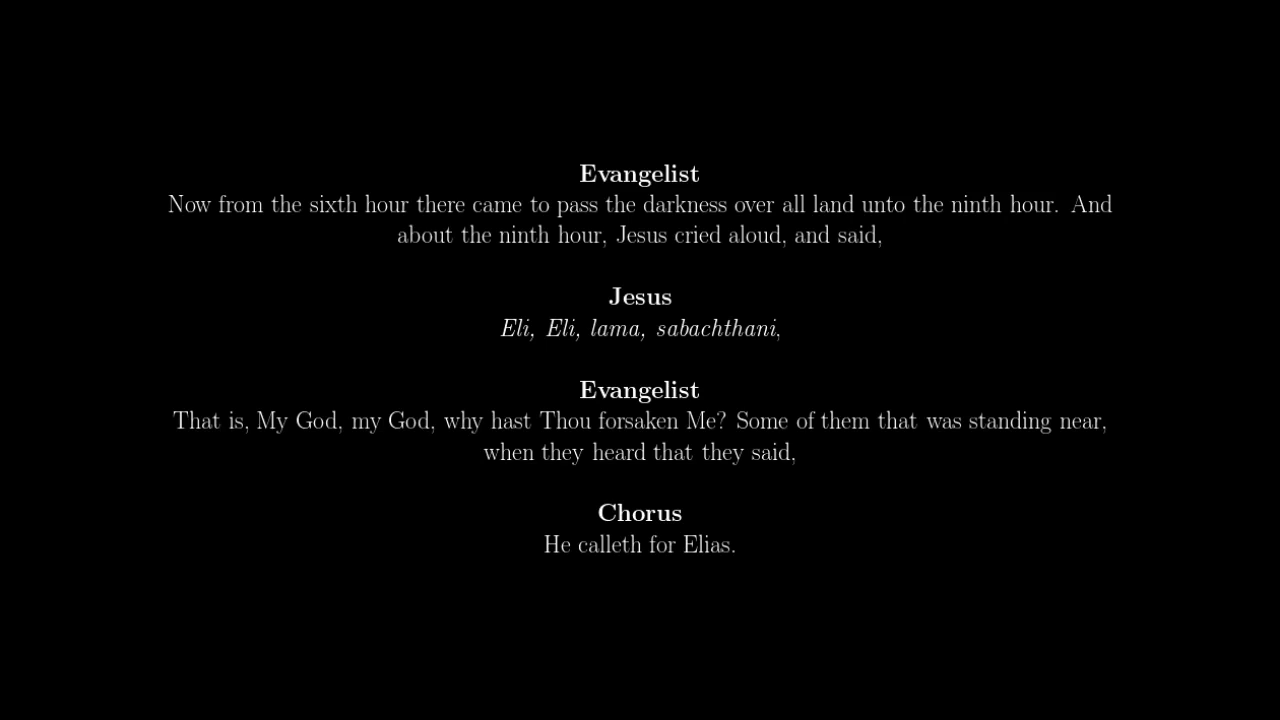 Evangelist
Now from the sixth hour there came to pass the darkness over all land unto the ninth hour. And
about the ninth hour, Jesus cried aloud, and said,
Jesus
Eli, Eli, lama, sabachthani,
Evangelist
That is, My God, my God, why hast Thou forsaken Me? Some of them that was standing near,
when they heard that they said,
Chorus
He calleth for Elias.